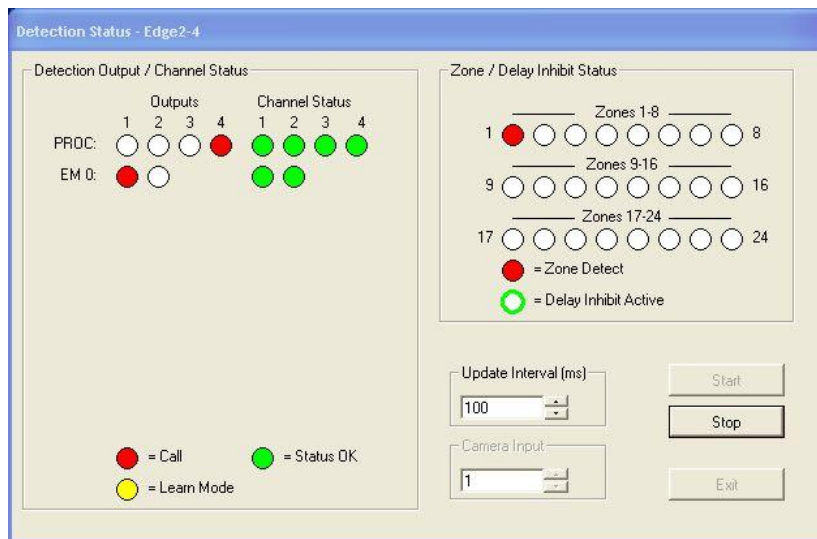 Detection Status - Edge2-4
Detection Output / Channel Status
Outputs Channel Status
1 2 3 4 1 2 3 4
PROC:
EM 0:
= Call = Status OK
= Learn Mode
Zone / Delay Inhibit Status
Zones 1-8
1 8
Zones 9-16
9 16
Zones 17-24
17 24
= Zone Detect
= Delay Inhibit Active
Update Interval (ms)
100
Camera Input
1
Start
Stop
Exit